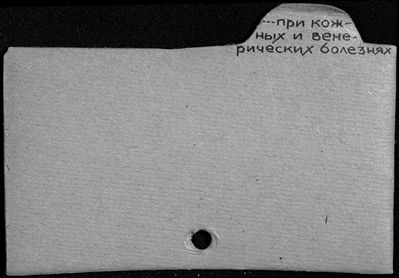 ---при кож-
ных и вене-
рических болезнях